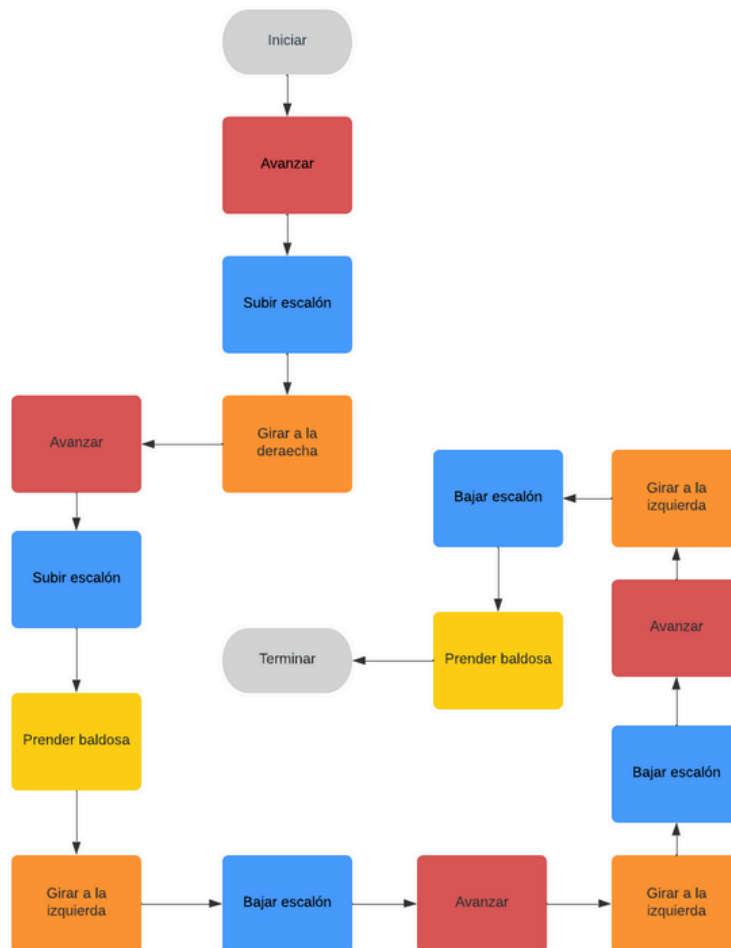 Iniciar
Avanzar
Subir escalón
Girar a la
deraecha
Avanzar
Subir escalón
Prender baldosa
Girar a la
izquierda
Bajar escalón
Avanzar
Girar a la
izquierda
Bajar escalón
Avanzar
Girar a la
izquierda
Bajar escalón
Prender baldosa
Terminar